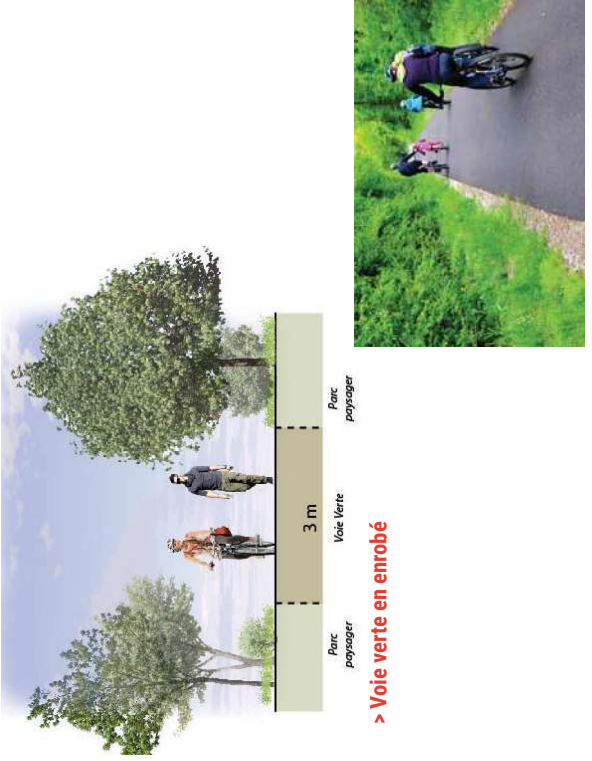 3 m
Parc
paysager
Voie Verte
Parc
paysager
> Voie verte en enrobé